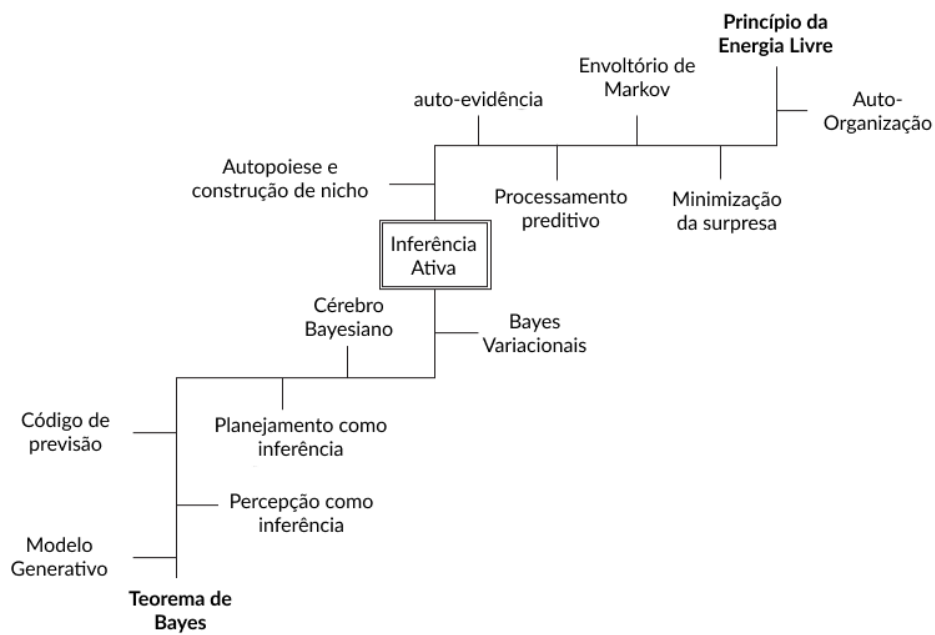 Princípio da
Energia Livre
Envoltório de
Markov
auto-evidência
Auto-
Organização
Autopoiese e
construção de nicho
Processamento
preditivo
Minimização
da surpresa
Inferência
Ativa
Cérebro
Bayesiano
Bayes
Variacionais
Código de
previsão
Planejamento como
inferência
Percepção como
inferência
Modelo
Generativo
Teorema de
Bayes